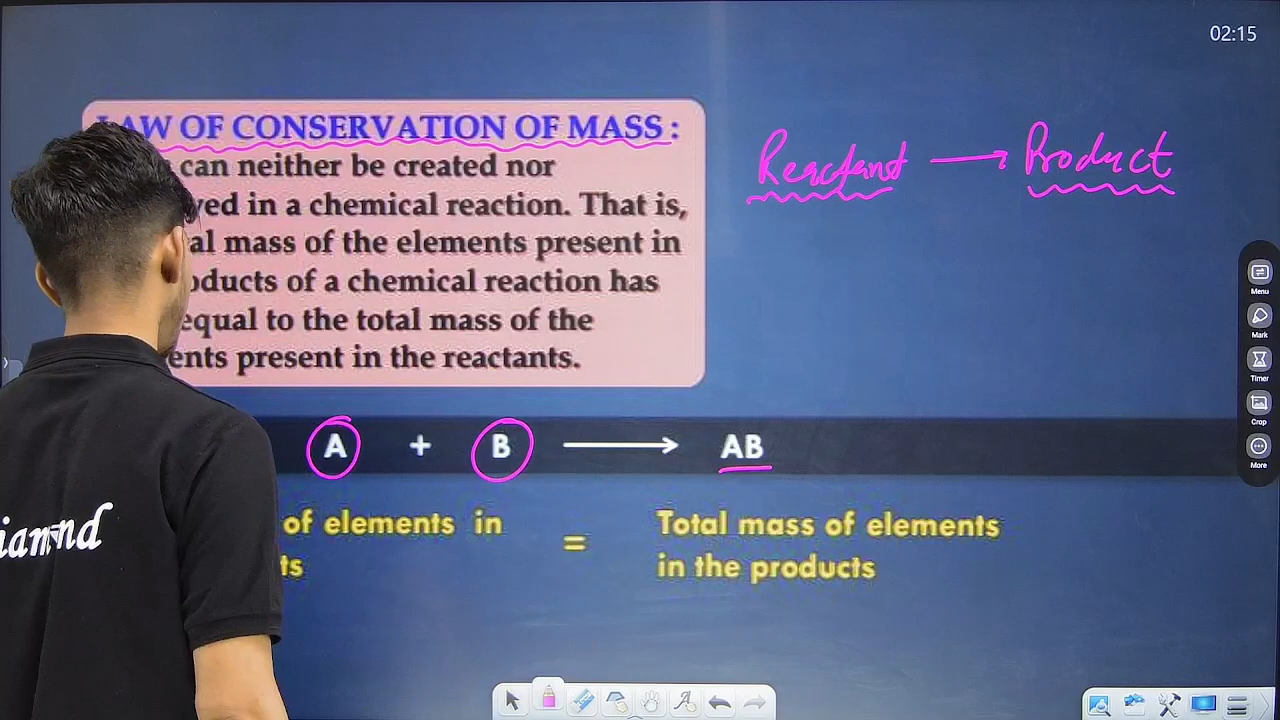 02:15
LAW OF CONSERVATION OF MASS :
can neither be created nor
yed in a chemical reaction. That is,
al mass of the elements present in
oducts of a chemical reaction has
equal to the total mass of the
ents present in the reactants.
Reactant → Product
A + B → AB
of elements in
ts
=
Total mass of elements
in the products
iamond
Menu
Mark
Timer
Crop
More